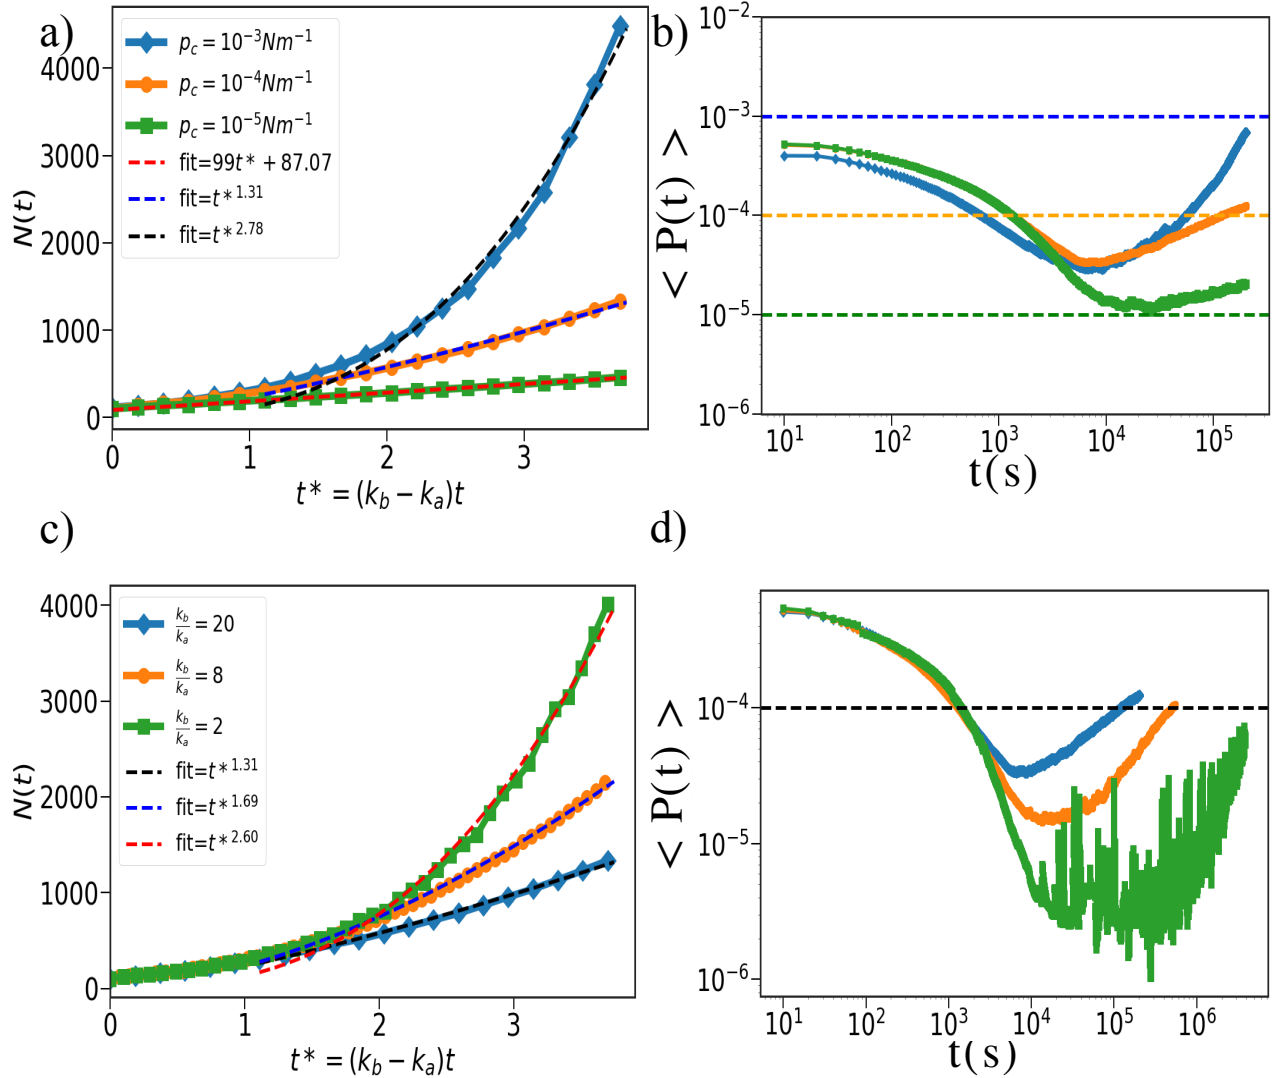 a)
N(t)
4000
3000
2000
1000
0
p_c = 10^{-3}Nm^{-1}
p_c = 10^{-4}Nm^{-1}
p_c = 10^{-5}Nm^{-1}
fit=99t* + 87.07
fit=t*^{1.31}
fit=t*^{2.78}
0 1 2 3
t* = (k_b − k_a)t
b)
< P(t) >
10^{-2}
10^{-3}
10^{-4}
10^{-5}
10^{-6}
10^1 10^2 10^3 10^4 10^5
t(s)
c)
N(t)
4000
3000
2000
1000
0
k_b/k_a = 20
k_b/k_a = 8
k_b/k_a = 2
fit=t*^{1.31}
fit=t*^{1.69}
fit=t*^{2.60}
0 1 2 3
t* = (k_b − k_a)t
d)
< P(t) >
10^{-4}
10^{-5}
10^{-6}
10^1 10^2 10^3 10^4 10^5 10^6
t(s)